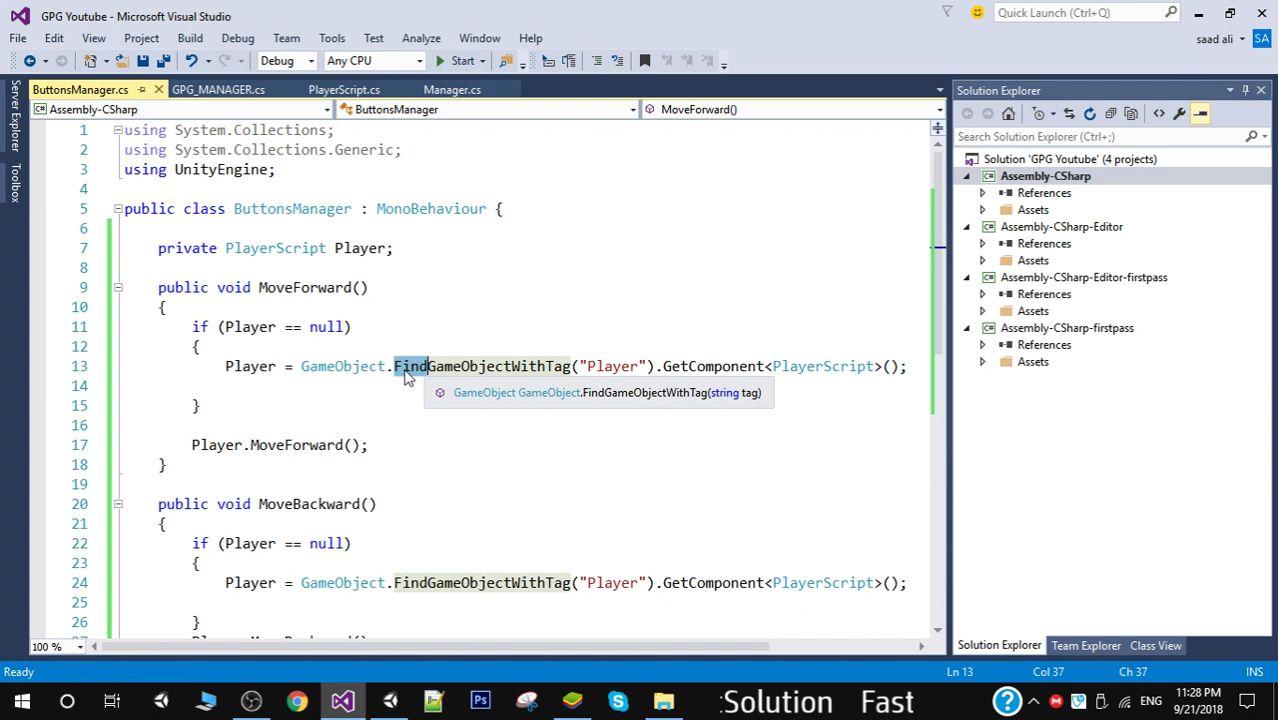 GPG Youtube - Microsoft Visual Studio
Quick Launch (Ctrl+Q)
File Edit View Project Build Debug Team Tools Test Analyze Window Help
saad ali SA
Debug Any CPU Start
Server Explorer
Toolbox
ButtonsManager.cs GPG_MANAGER.cs PlayerScript.cs Manager.cs
Assembly-CSharp ButtonsManager MoveForward()
1 using System.Collections;
2 using System.Collections.Generic;
3 using UnityEngine;
4
5 public class ButtonsManager : MonoBehaviour {
6
7 private PlayerScript Player;
8
9 public void MoveForward()
10 {
11 if (Player == null)
12 {
13 Player = GameObject.FindGameObjectWithTag("Player").GetComponent<PlayerScript>();
14
GameObject GameObject.FindGameObjectWithTag(string tag)
15 }
16
17 Player.MoveForward();
18 }
19
20 public void MoveBackward()
21 {
22 if (Player == null)
23 {
24 Player = GameObject.FindGameObjectWithTag("Player").GetComponent<PlayerScript>();
25
26 }
100 %
Solution Explorer
Search Solution Explorer (Ctrl+;)
Solution 'GPG Youtube' (4 projects)
Assembly-CSharp
References
Assets
Assembly-CSharp-Editor
References
Assets
Assembly-CSharp-Editor-firstpass
References
Assets
Assembly-CSharp-firstpass
References
Assets
Solution Explorer Team Explorer Class View
Ready Ln 13 Col 37 Ch 37 INS
Ps :Solution Fast ? ENG 11:28 PM
9/21/2018